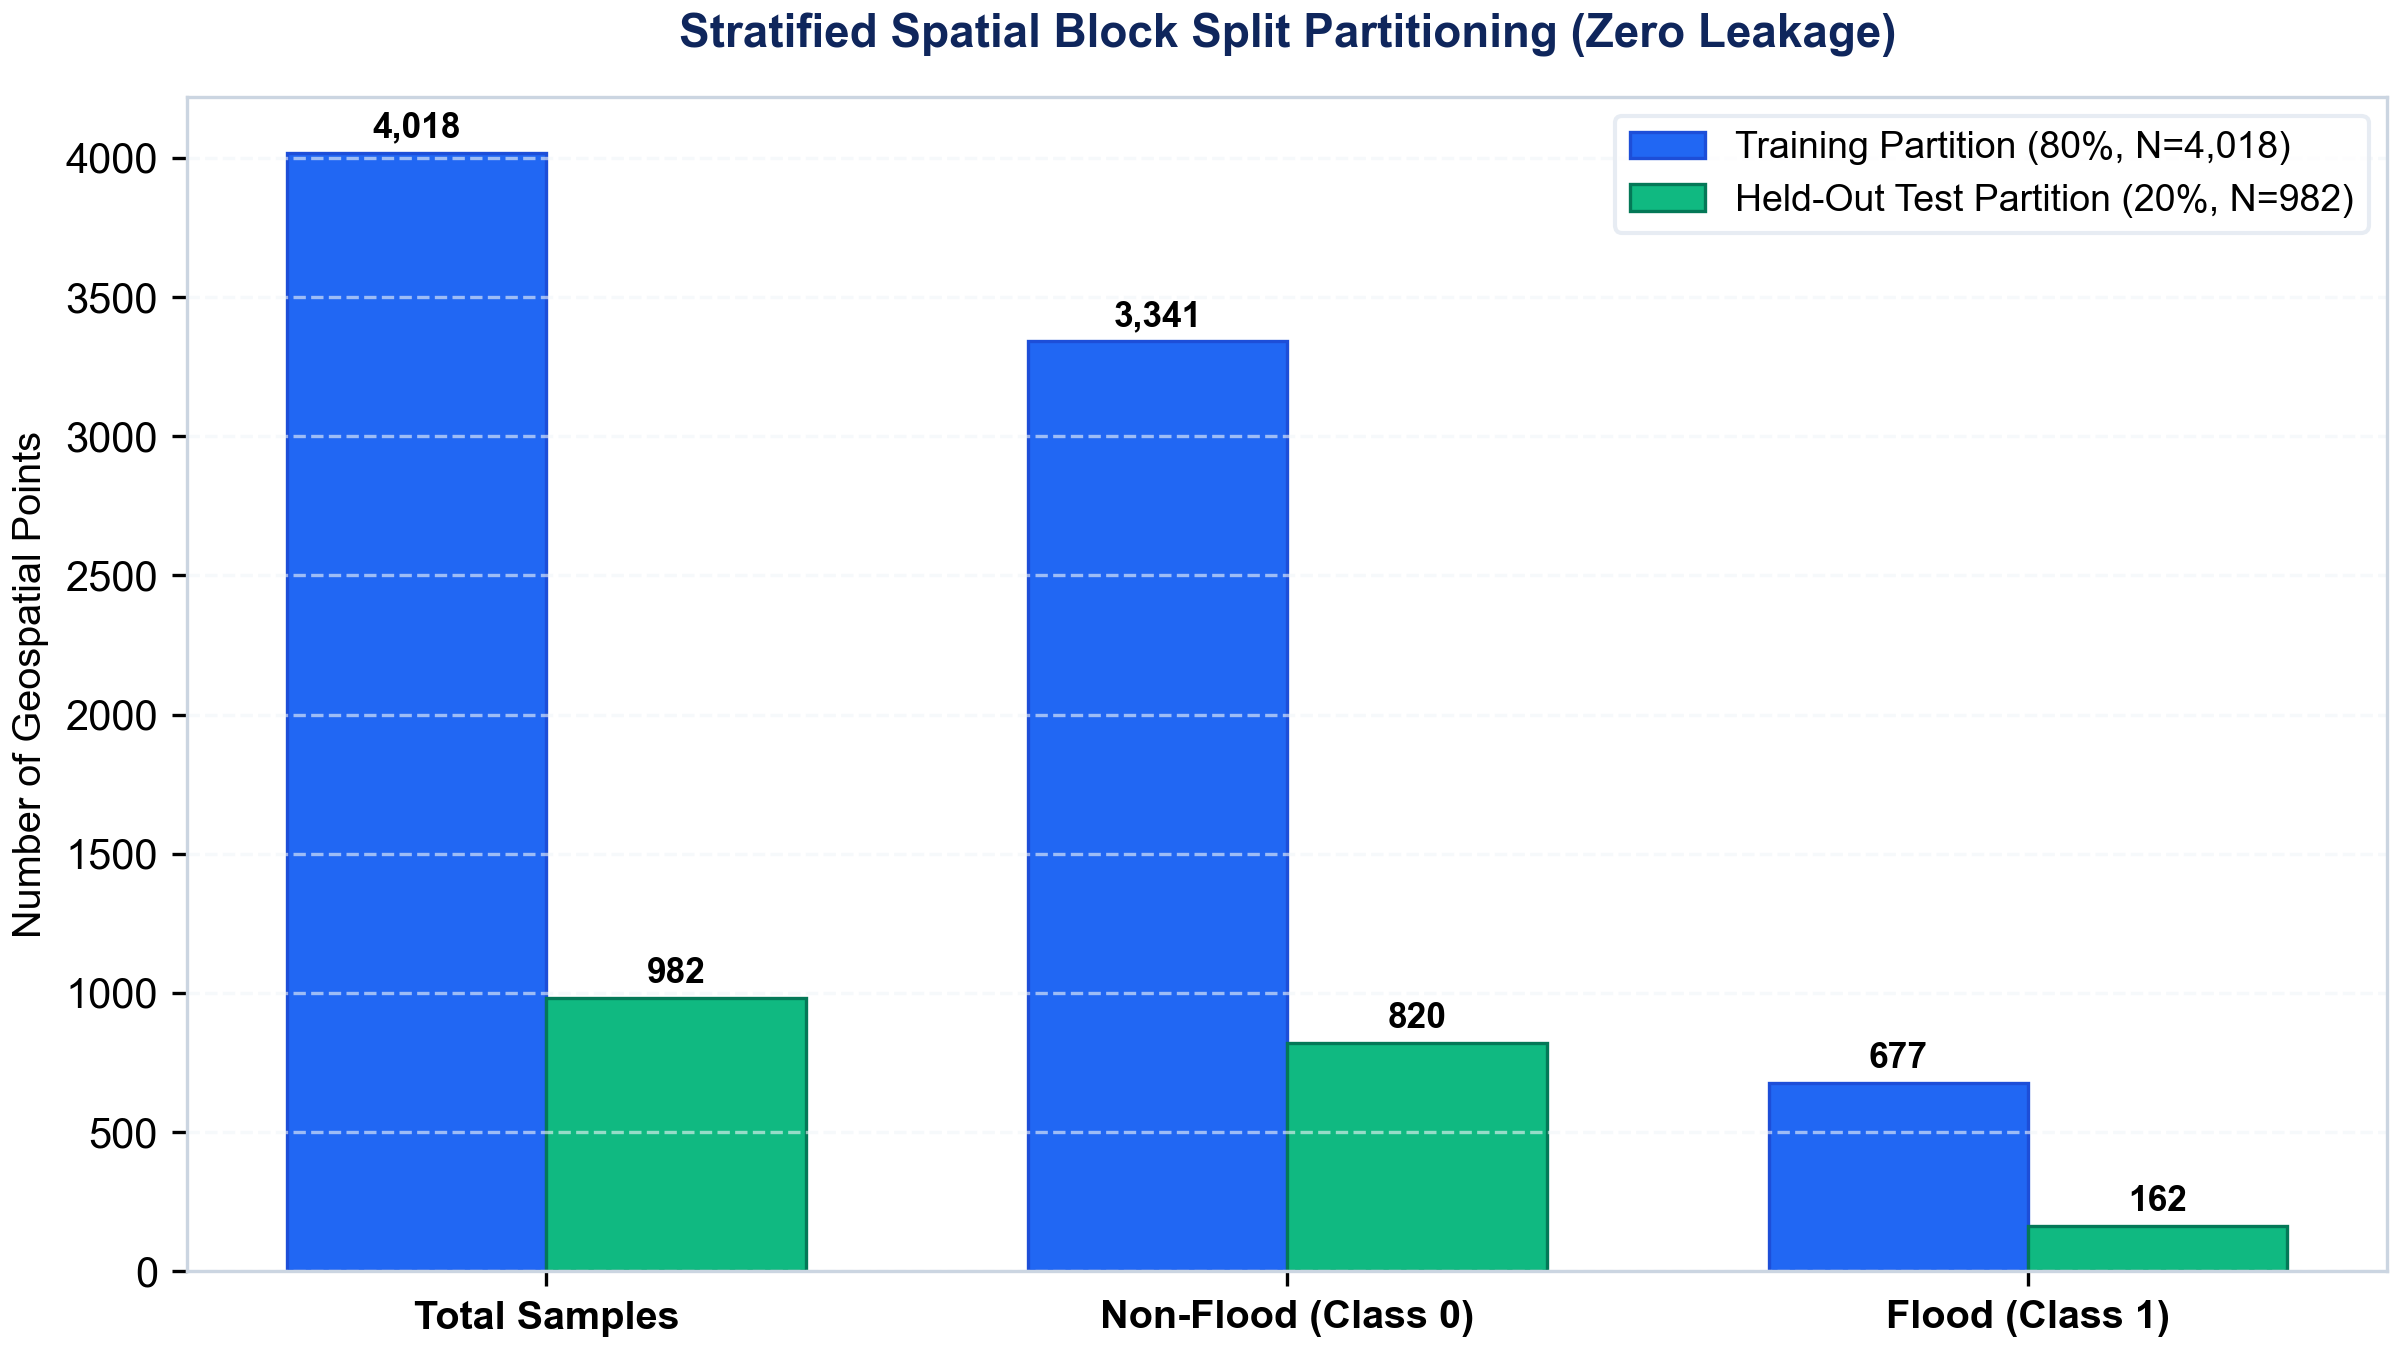 Stratified Spatial Block Split Partitioning (Zero Leakage)
Training Partition (80%, N=4,018)
Held-Out Test Partition (20%, N=982)
Number of Geospatial Points
4000
3500
3000
2500
2000
1500
1000
500
0
4,018
982
3,341
820
677
162
Total Samples
Non-Flood (Class 0)
Flood (Class 1)